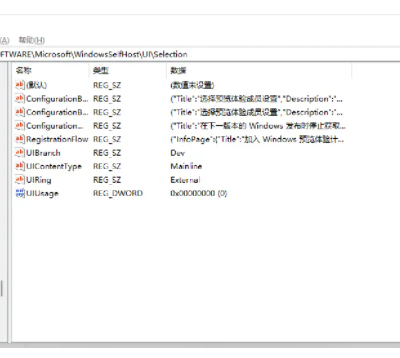 (A) 帮助(H)
OFTWARE\Microsoft\WindowsSelfHost\UI\Selection
名称 类型 数据
(默认) REG_SZ (数值未设置)
ConfigurationB... REG_SZ {"Title":"选择预览体验成员设置","Description":"...
ConfigurationB... REG_SZ {"Title":"选择预览体验成员设置","Description":"...
Configuration... REG_SZ {"Title":"在下一版本的 Windows 发布时停止获取...
RegistrationFlow REG_SZ {"InfoPage":{"Title":"加入 Windows 预览体验计...
UIBranch REG_SZ Dev
UIContentType REG_SZ Mainline
UIRing REG_SZ External
UIUsage REG_DWORD 0x00000000 (0)